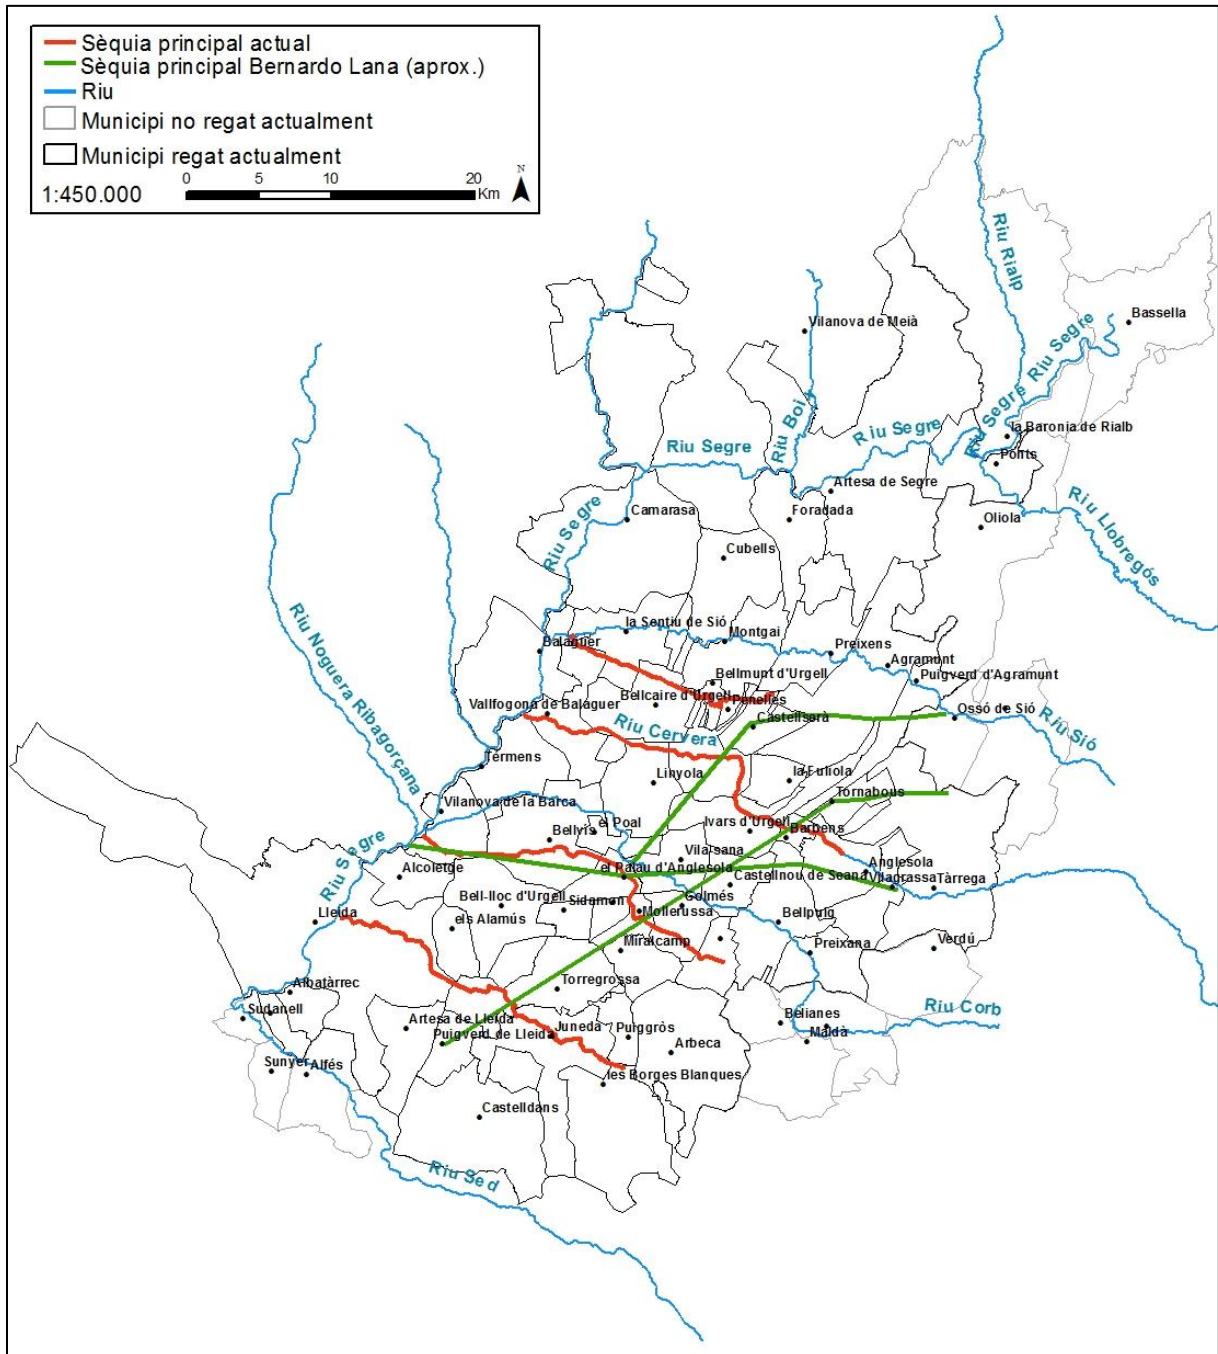 Sèquia principal actual
Sèquia principal Bernardo Lana (aprox.)
Riu
Municipi no regat actualment
Municipi regat actualment
1:450.000
0 5 10 20
Km
N
Riu Rialp
Bassella
Vilanova de Meià
Riu Segre
Riu Segre
Riu Boix
Riu Segre
la Baronia de Rialb
Riu Segre
Ponts
Artesa de Segre
Camarasa
Foradada
Oliola
Riu Llobregós
Riu Segre
Cubells
la Sentiu de Sió
Montgai
Balaguer
Preixens
Agramunt
Puigverd d'Agramunt
Bellmunt d'Urgell
Bellcaire d'Urgell
Penelles
Vallfogona de Balaguer
Castellserà
Ossó de Sió
Riu Sió
Riu Noguera Ribagorçana
Riu Cervera
Térmens
Linyola
la Fuliola
Tornabous
Vilanova de la Barca
el Poal
Ivars d'Urgell
Barbens
Bellvís
Vila-sana
Riu Segre
Alcoletge
el Palau d'Anglesola
Anglesola
Castellnou de Seana
Vilagrassa
Tàrrega
Bell-lloc d'Urgell
Sidamon
Golmés
Lleida
els Alamús
Mollerussa
Bellpuig
Miralcamp
Preixana
Verdú
Albatàrrec
Torregrossa
Sudanell
Artesa de Lleida
Puigverd de Lleida
Juneda
Puiggròs
Belianes
Riu Corb
Maldà
Arbeca
Sunyer
Alfés
les Borges Blanques
Castelldans
Riu Sed